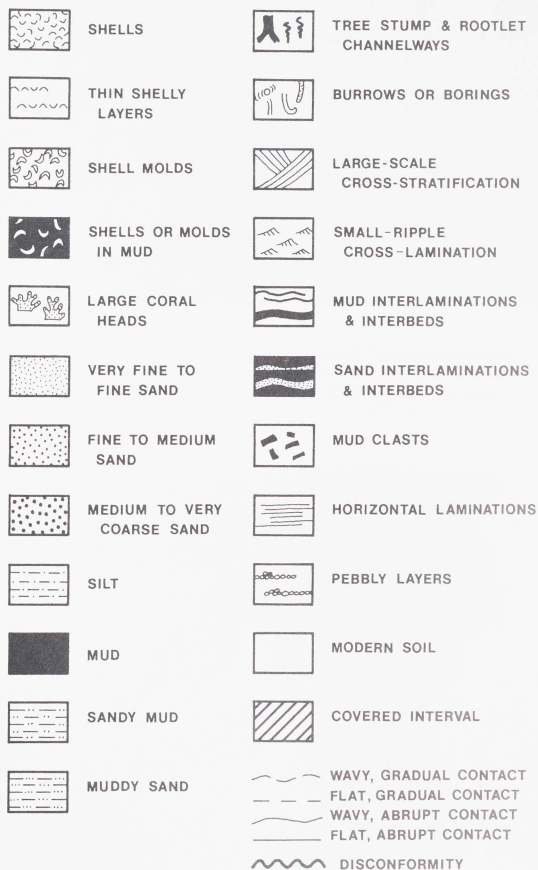 SHELLS
THIN SHELLY
LAYERS
SHELL MOLDS
SHELLS OR MOLDS
IN MUD
LARGE CORAL
HEADS
VERY FINE TO
FINE SAND
FINE TO MEDIUM
SAND
MEDIUM TO VERY
COARSE SAND
SILT
MUD
SANDY MUD
MUDDY SAND
TREE STUMP & ROOTLET
CHANNELWAYS
BURROWS OR BORINGS
LARGE-SCALE
CROSS-STRATIFICATION
SMALL-RIPPLE
CROSS-LAMINATION
MUD INTERLAMINATIONS
& INTERBEDS
SAND INTERLAMINATIONS
& INTERBEDS
MUD CLASTS
HORIZONTAL LAMINATIONS
PEBBLY LAYERS
MODERN SOIL
COVERED INTERVAL
WAVY, GRADUAL CONTACT
FLAT, GRADUAL CONTACT
WAVY, ABRUPT CONTACT
FLAT, ABRUPT CONTACT
DISCONFORMITY